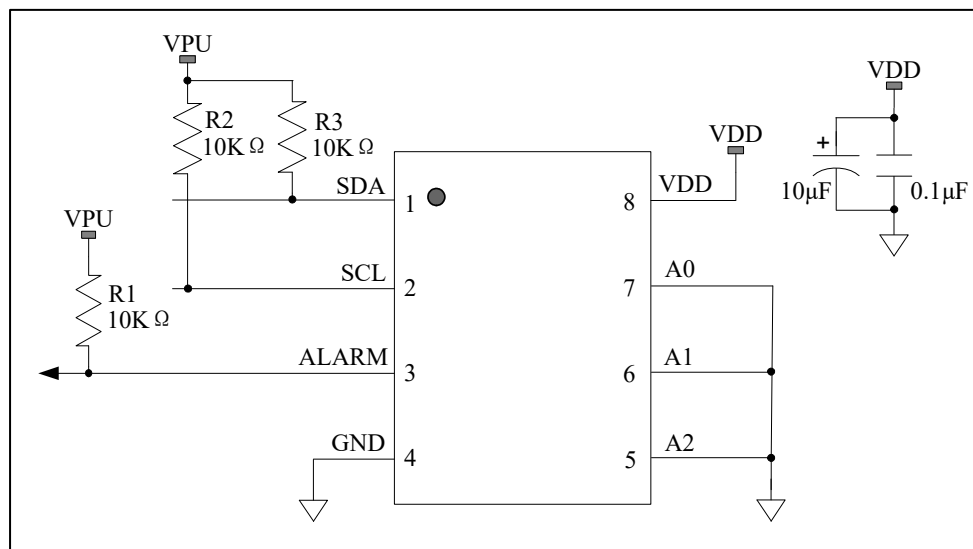 VPU
VDD
R2
10K Ω
R3
10K Ω
VDD
SDA
1
VDD
8
+
10μF
0.1μF
VPU
SCL
2
A0
7
R1
10K Ω
ALARM
3
A1
6
GND
4
A2
5